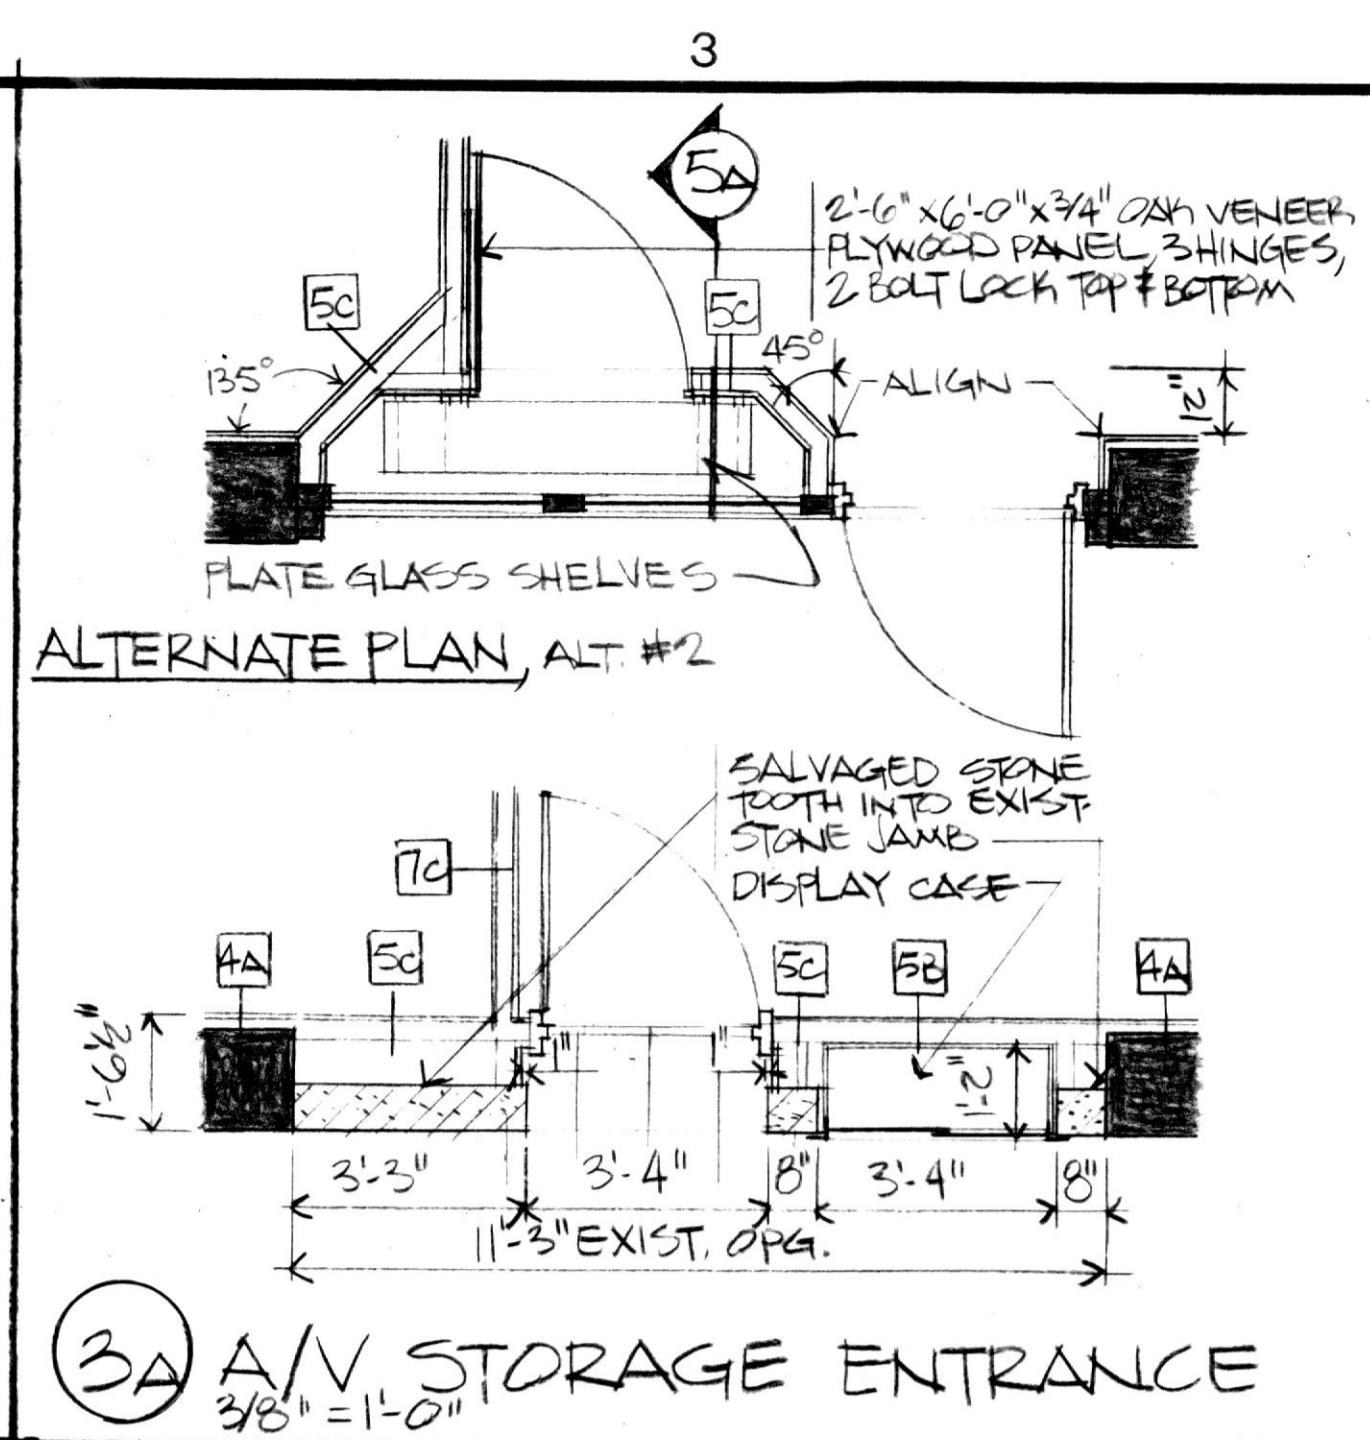 3
5A
2'-6" x 6'-0" x 3/4" OAK VENEER
PLYWOOD PANEL, 3 HINGES,
2 BOLT LOCK TOP & BOTTOM
5C
5C
135°
45°
ALIGN
1'2"
PLATE GLASS SHELVES
ALTERNATE PLAN, ALT. #2
SALVAGED STONE
TOOTH INTO EXIST.
STONE JAMB
DISPLAY CASE
7C
4A
5C
5C
5B
4A
1'-6½"
1"
1"
1'-2"
3'-3"
3'-4"
8"
3'-4"
8"
11'-3" EXIST. OPG.
3A
A/V STORAGE ENTRANCE
3/8" = 1'-0"